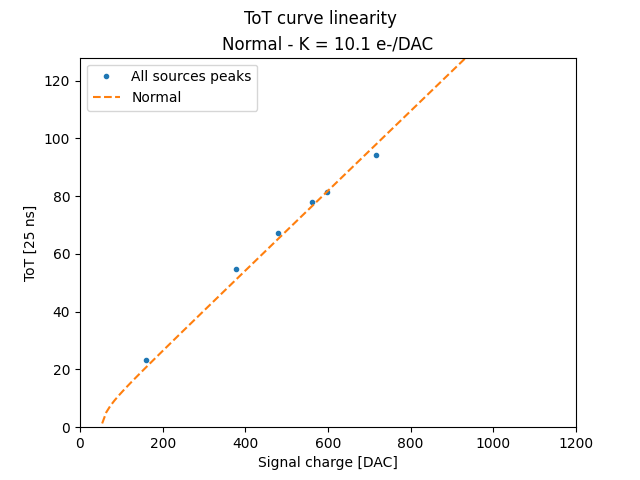 ToT curve linearity
Normal - K = 10.1 e-/DAC
All sources peaks
Normal
ToT [25 ns]
120
100
80
60
40
20
0
0 200 400 600 800 1000 1200
Signal charge [DAC]